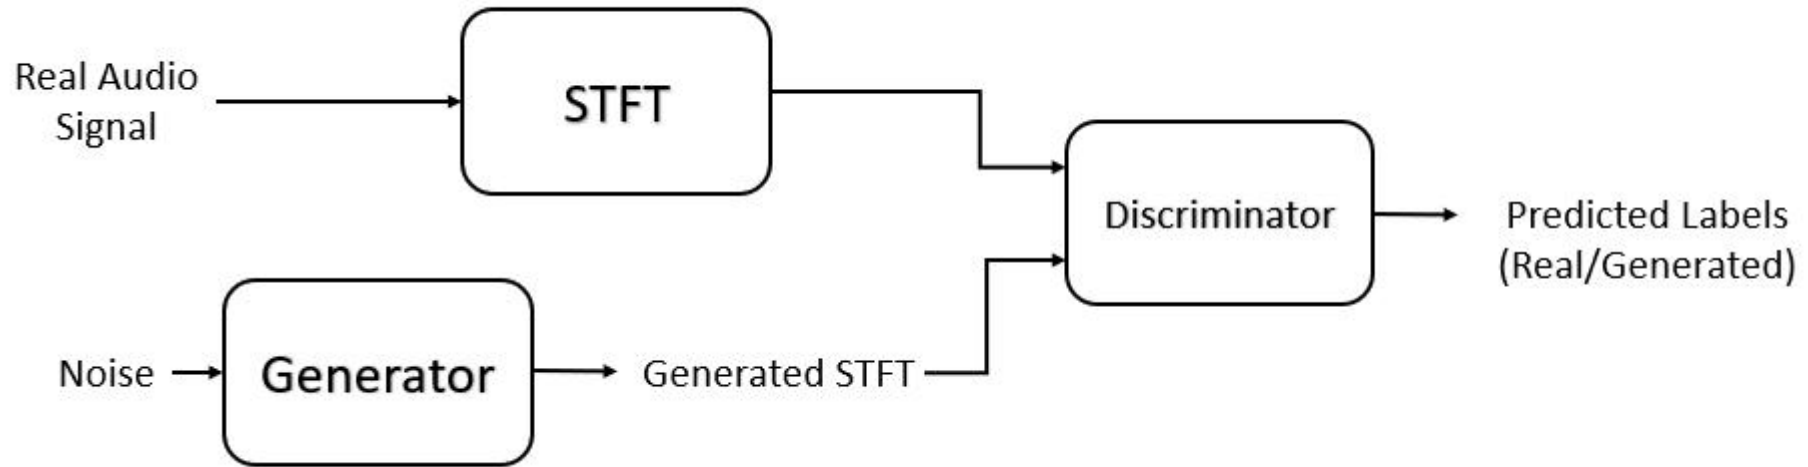 Real Audio
Signal
STFT
Discriminator
Predicted Labels
(Real/Generated)
Noise
Generator
Generated STFT